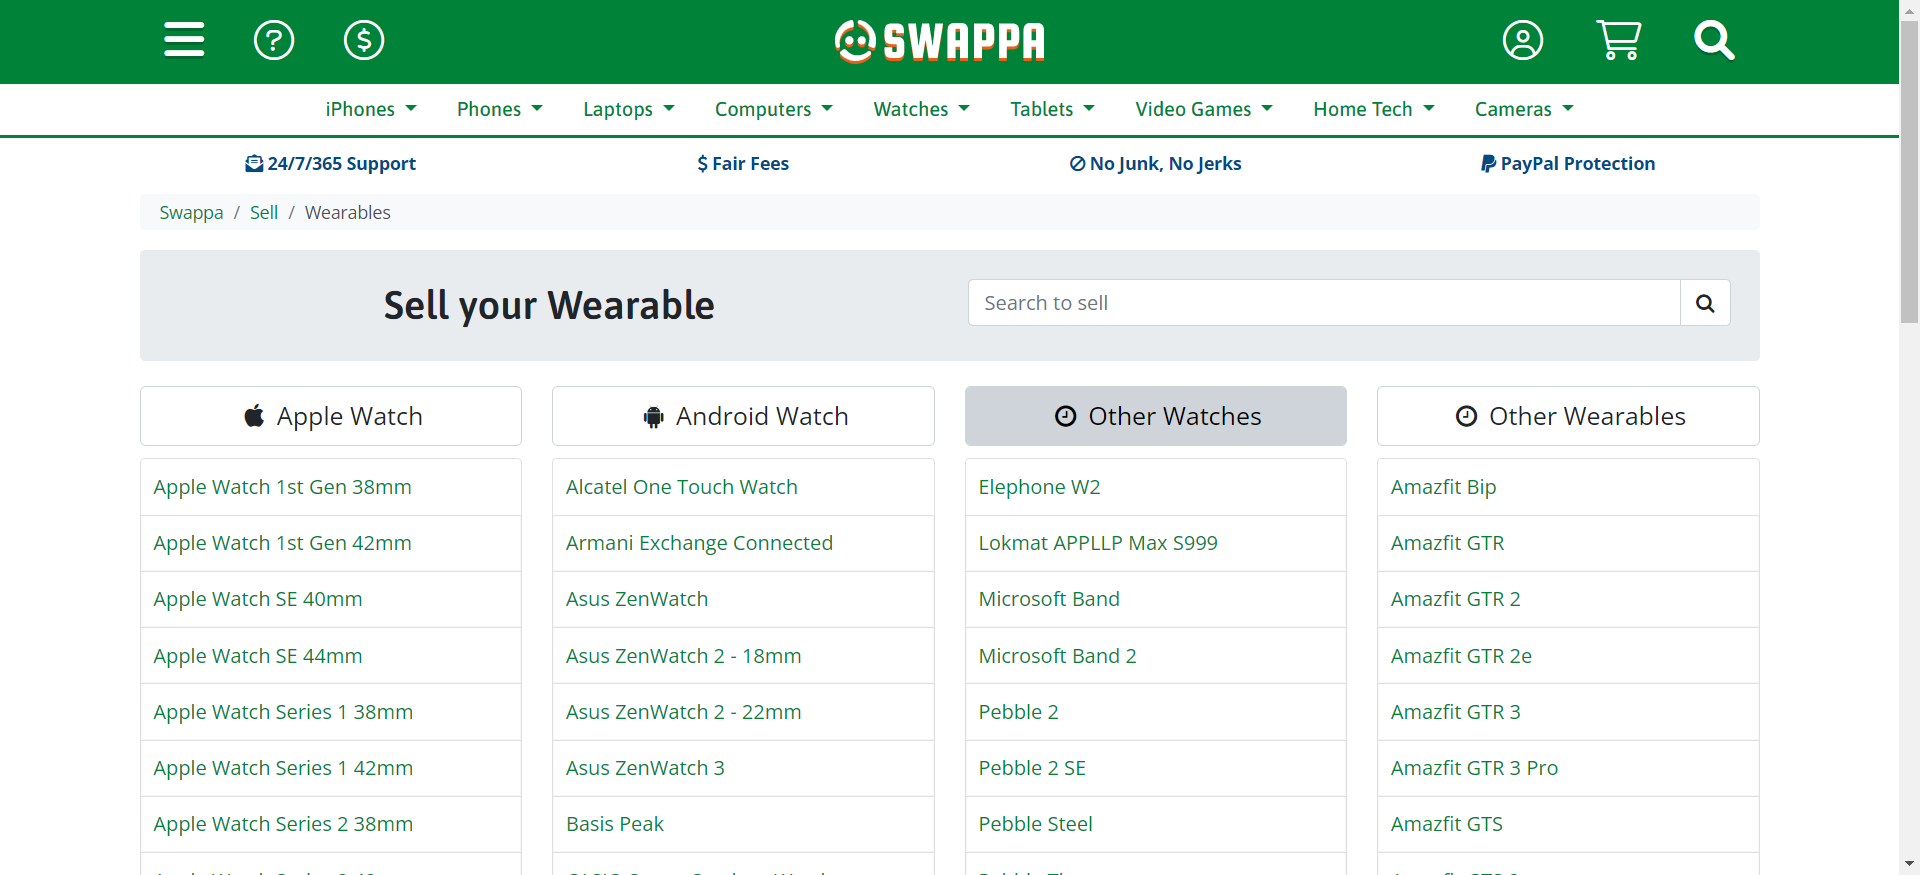 SWAPPA
iPhones Phones Laptops Computers Watches Tablets Video Games Home Tech Cameras
24/7/365 Support $ Fair Fees No Junk, No Jerks PayPal Protection
Swappa / Sell / Wearables
Sell your Wearable
Search to sell
Apple Watch Android Watch Other Watches Other Wearables
Apple Watch 1st Gen 38mm Alcatel One Touch Watch Elephone W2 Amazfit Bip
Apple Watch 1st Gen 42mm Armani Exchange Connected Lokmat APPLLP Max S999 Amazfit GTR
Apple Watch SE 40mm Asus ZenWatch Microsoft Band Amazfit GTR 2
Apple Watch SE 44mm Asus ZenWatch 2 - 18mm Microsoft Band 2 Amazfit GTR 2e
Apple Watch Series 1 38mm Asus ZenWatch 2 - 22mm Pebble 2 Amazfit GTR 3
Apple Watch Series 1 42mm Asus ZenWatch 3 Pebble 2 SE Amazfit GTR 3 Pro
Apple Watch Series 2 38mm Basis Peak Pebble Steel Amazfit GTS